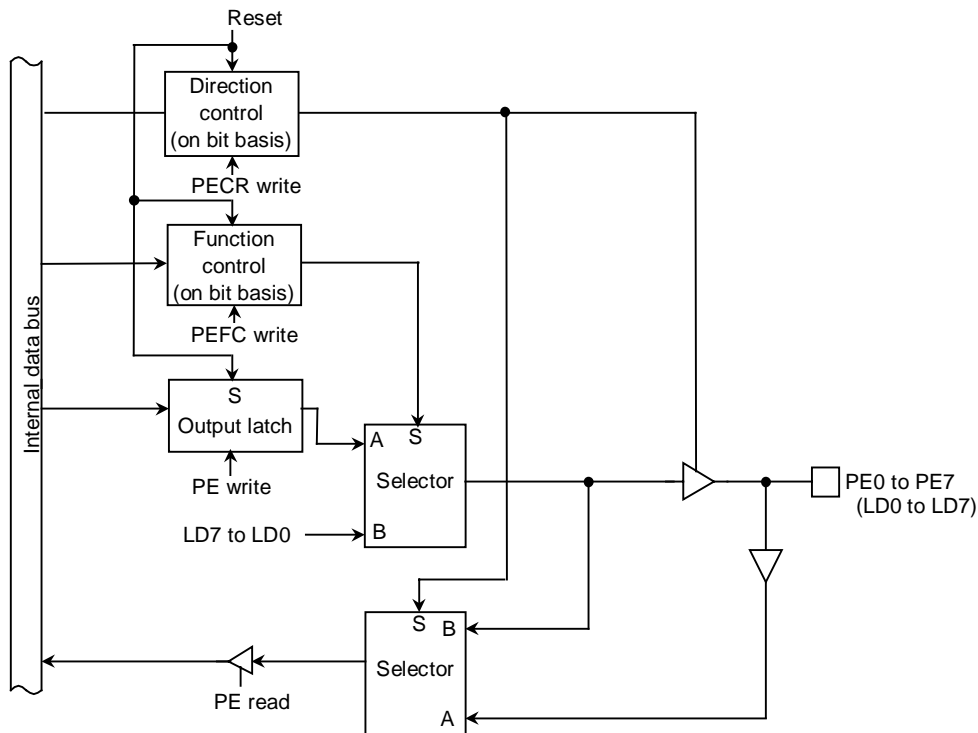 Reset
Direction
control
(on bit basis)
PECR write
Function
control
(on bit basis)
PEFC write
Internal data bus
S
Output latch
PE write
A
S
Selector
B
LD7 to LD0
PE0 to PE7
(LD0 to LD7)
S
B
Selector
A
PE read